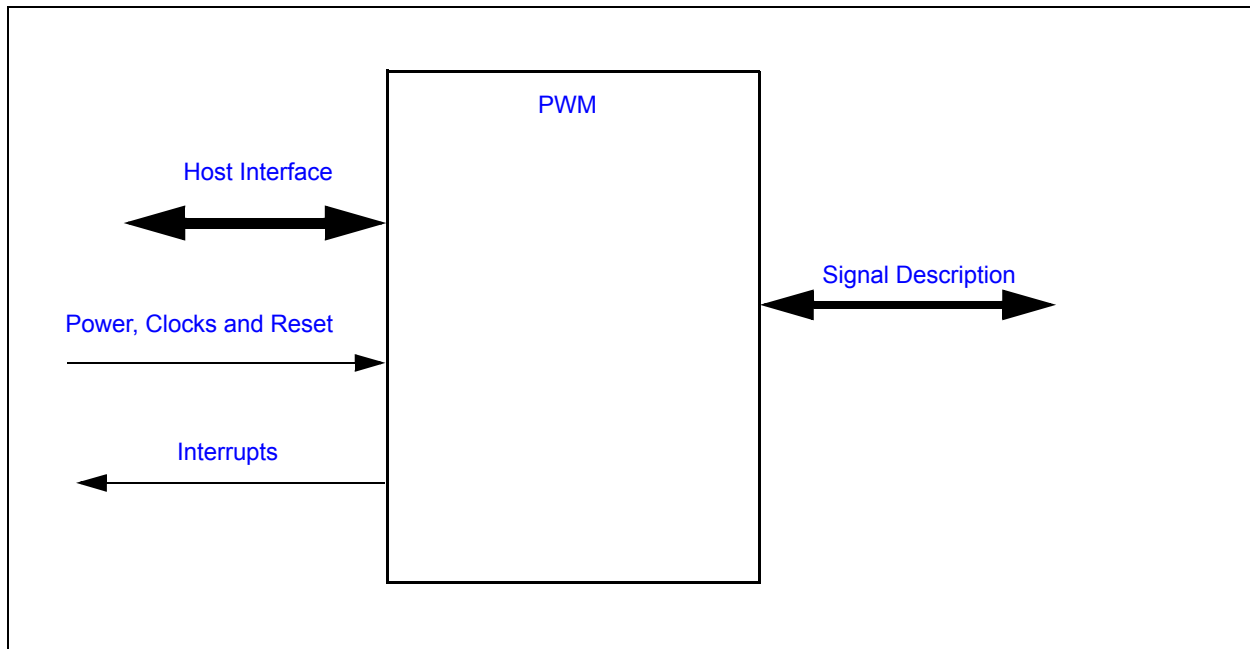 PWM
Host Interface
Signal Description
Power, Clocks and Reset
Interrupts